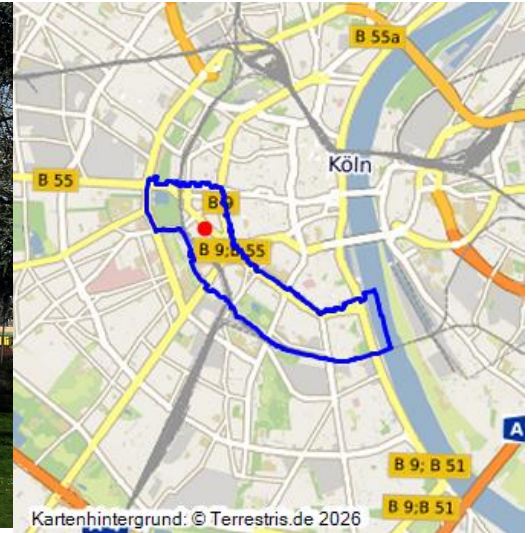 B 55a
Köln
B 55
B 9
B 9;B 55
A
B 9; B 51
B 9;B 51
Kartenhintergrund: © Terrestris.de 2026